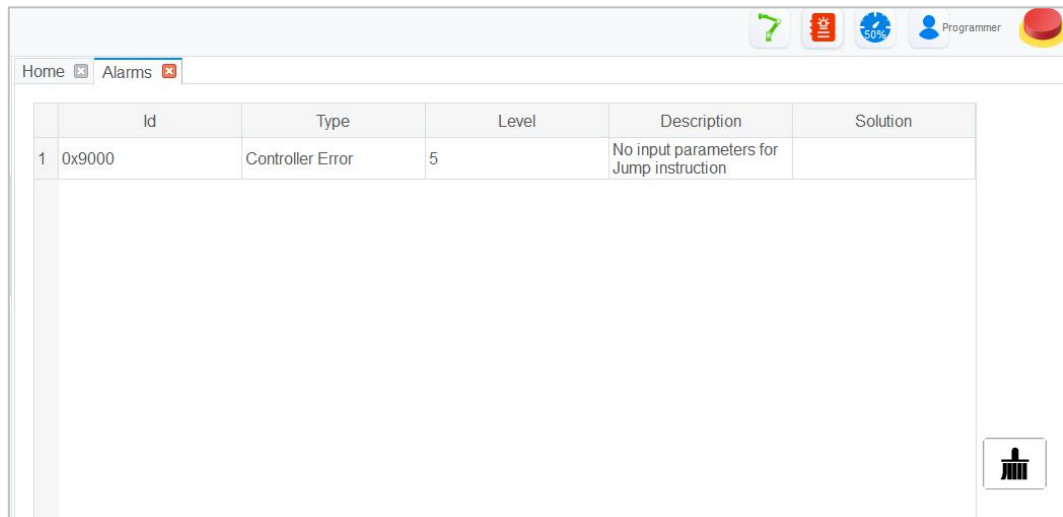 50%
Programmer
Home Alarms
Id Type Level Description Solution
1 0x9000 Controller Error 5 No input parameters for
Jump instruction